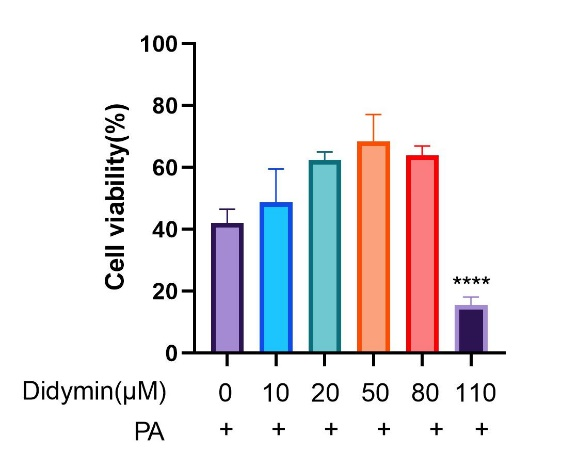 100
80
60
40
20
0
Cell viability(%)
****
Didymin(μM) 0 10 20 50 80 110
PA + + + + + +